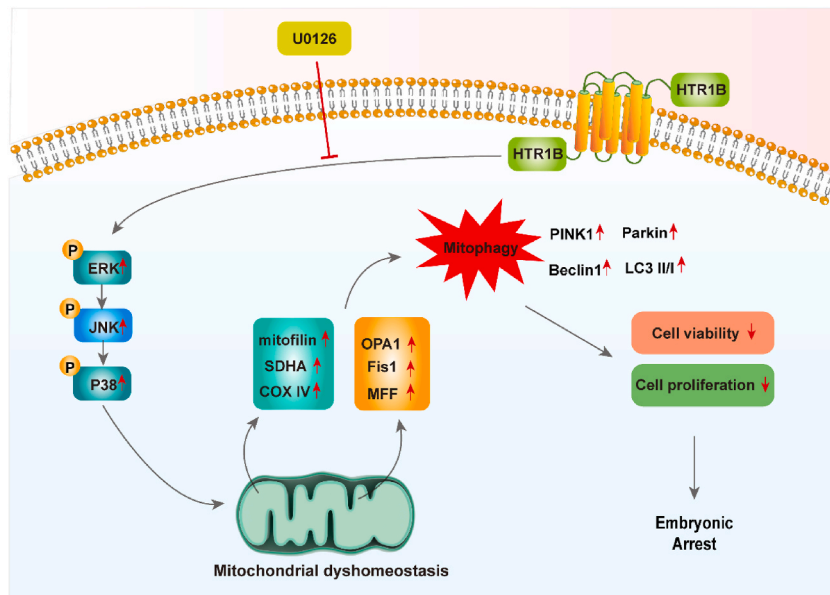 U0126
HTR1B
HTR1B
P
ERK
P
JNK
P
P38
Mitophagy
PINK1 Parkin
Beclin1 LC3 II/I
mitofilin
SDHA
COX IV
OPA1
Fis1
MFF
Cell viability
Cell proliferation
Mitochondrial dyshomeostasis
Embryonic
Arrest